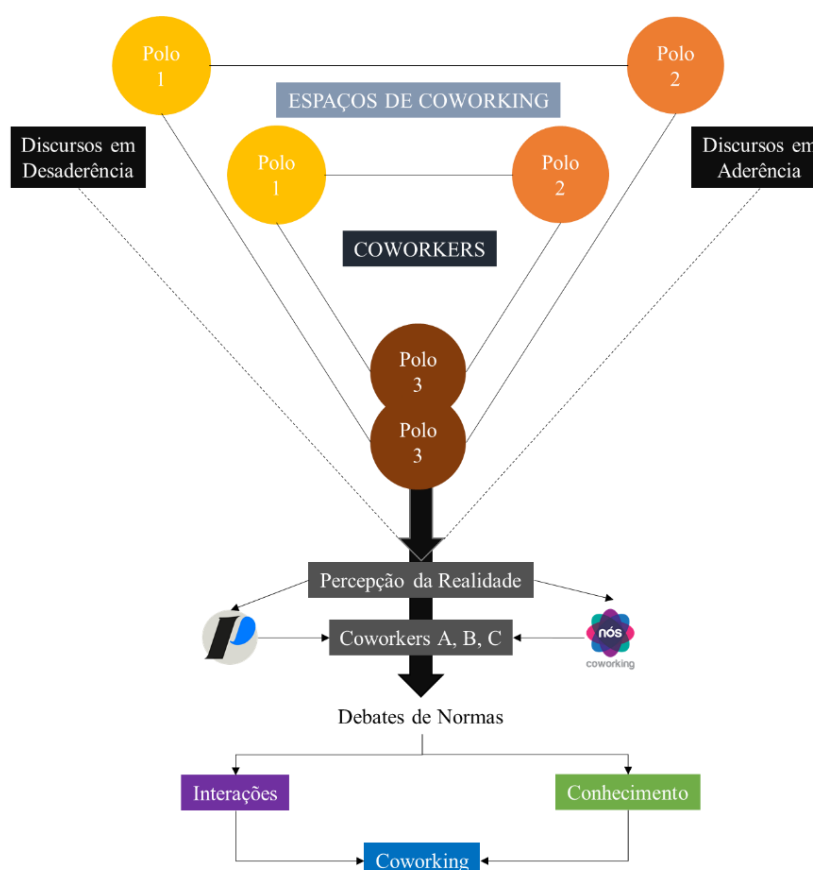 Polo
1
Polo
2
ESPAÇOS DE COWORKING
Discursos em
Desaderência
Discursos em
Aderência
Polo
1
Polo
2
COWORKERS
Polo
3
Polo
3
Percepção da Realidade
Coworkers A, B, C
nós
coworking
Debates de Normas
Interações
Conhecimento
Coworking